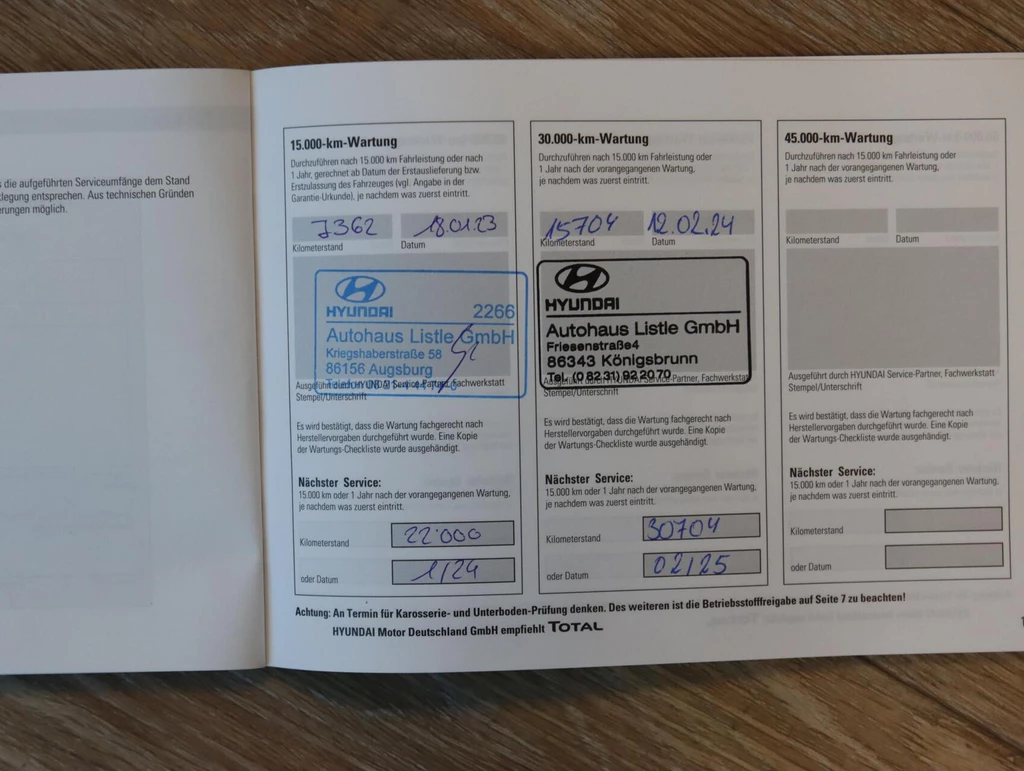 s die aufgeführten Serviceumfänge dem Stand
klegung entsprechen. Aus technischen Gründen
erungen möglich.
15.000-km-Wartung
Durchzuführen nach 15.000 km Fahrleistung oder nach
1 Jahr, gerechnet ab Datum der Erstauslieferung bzw.
Erstzulassung des Fahrzeuges (vgl. Angabe in der
Garantie-Urkunde), je nachdem was zuerst eintritt.
7362 18.01.23
Kilometerstand Datum
HYUNDAI 2266
Autohaus Listle GmbH
Kriegshaberstraße 58
86156 Augsburg
Ausgeführt durch HYUNDAI Service-Partner, Fachwerkstatt
Stempel/Unterschrift
Es wird bestätigt, dass die Wartung fachgerecht nach
Herstellervorgaben durchgeführt wurde. Eine Kopie
der Wartungs-Checkliste wurde ausgehändigt.
Nächster Service:
15.000 km oder 1 Jahr nach der vorangegangenen Wartung,
je nachdem was zuerst eintritt.
Kilometerstand 22'000
oder Datum 1/24
30.000-km-Wartung
Durchzuführen nach 15.000 km Fahrleistung oder
1 Jahr nach der vorangegangenen Wartung,
je nachdem was zuerst eintritt.
15704 12.02.24
Kilometerstand Datum
HYUNDAI
Autohaus Listle GmbH
Friesenstraße4
86343 Königsbrunn
Tel. (0 82 31) 92 20 70
Ausgeführt durch HYUNDAI Service-Partner, Fachwerkstatt
Stempel/Unterschrift
Es wird bestätigt, dass die Wartung fachgerecht nach
Herstellervorgaben durchgeführt wurde. Eine Kopie
der Wartungs-Checkliste wurde ausgehändigt.
Nächster Service:
15.000 km oder 1 Jahr nach der vorangegangenen Wartung,
je nachdem was zuerst eintritt.
Kilometerstand 30704
oder Datum 02/25
45.000-km-Wartung
Durchzuführen nach 15.000 km Fahrleistung oder
1 Jahr nach der vorangegangenen Wartung,
je nachdem was zuerst eintritt.
Kilometerstand Datum
Ausgeführt durch HYUNDAI Service-Partner, Fachwerkstatt
Stempel/Unterschrift
Es wird bestätigt, dass die Wartung fachgerecht nach
Herstellervorgaben durchgeführt wurde. Eine Kopie
der Wartungs-Checkliste wurde ausgehändigt.
Nächster Service:
15.000 km oder 1 Jahr nach der vorangegangenen Wartung,
je nachdem was zuerst eintritt.
Kilometerstand
oder Datum
Achtung: An Termin für Karosserie- und Unterboden-Prüfung denken. Des weiteren ist die Betriebsstofffreigabe auf Seite 7 zu beachten!
HYUNDAI Motor Deutschland GmbH empfiehlt TOTAL